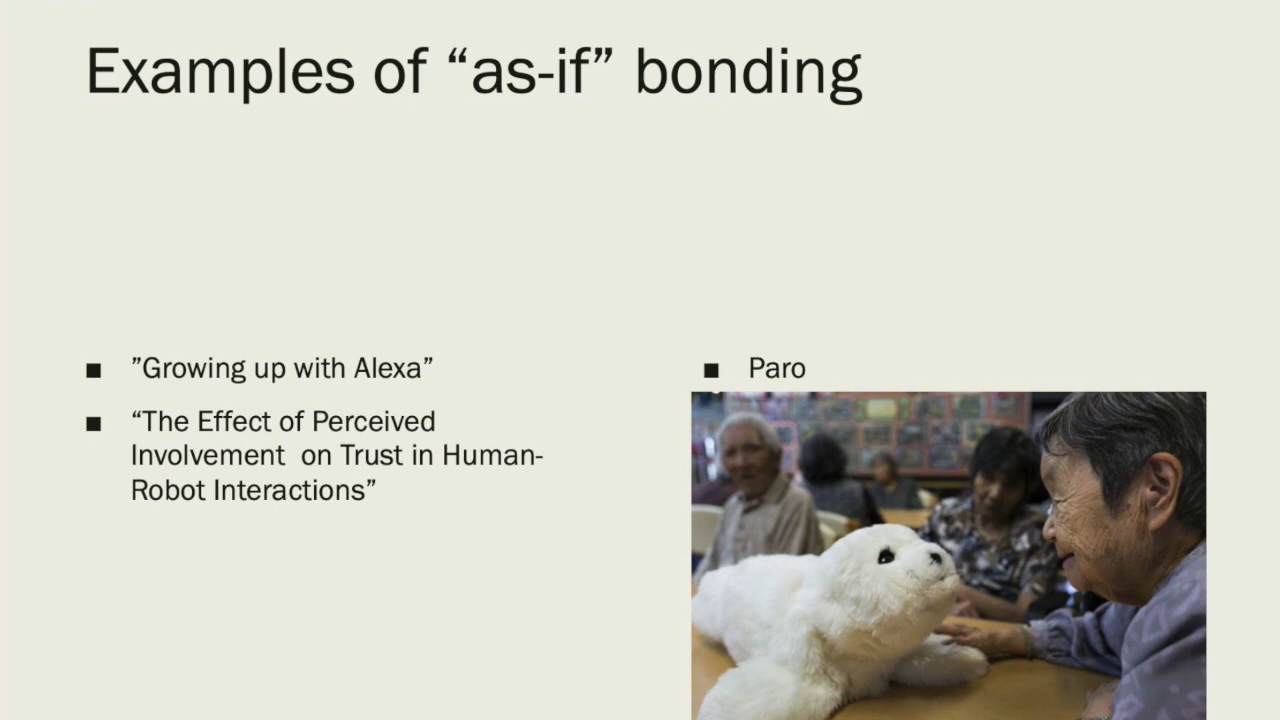 Examples of “as-if” bonding
■ ”Growing up with Alexa”
■ “The Effect of Perceived
Involvement  on Trust in Human-
Robot Interactions”
■ Paro